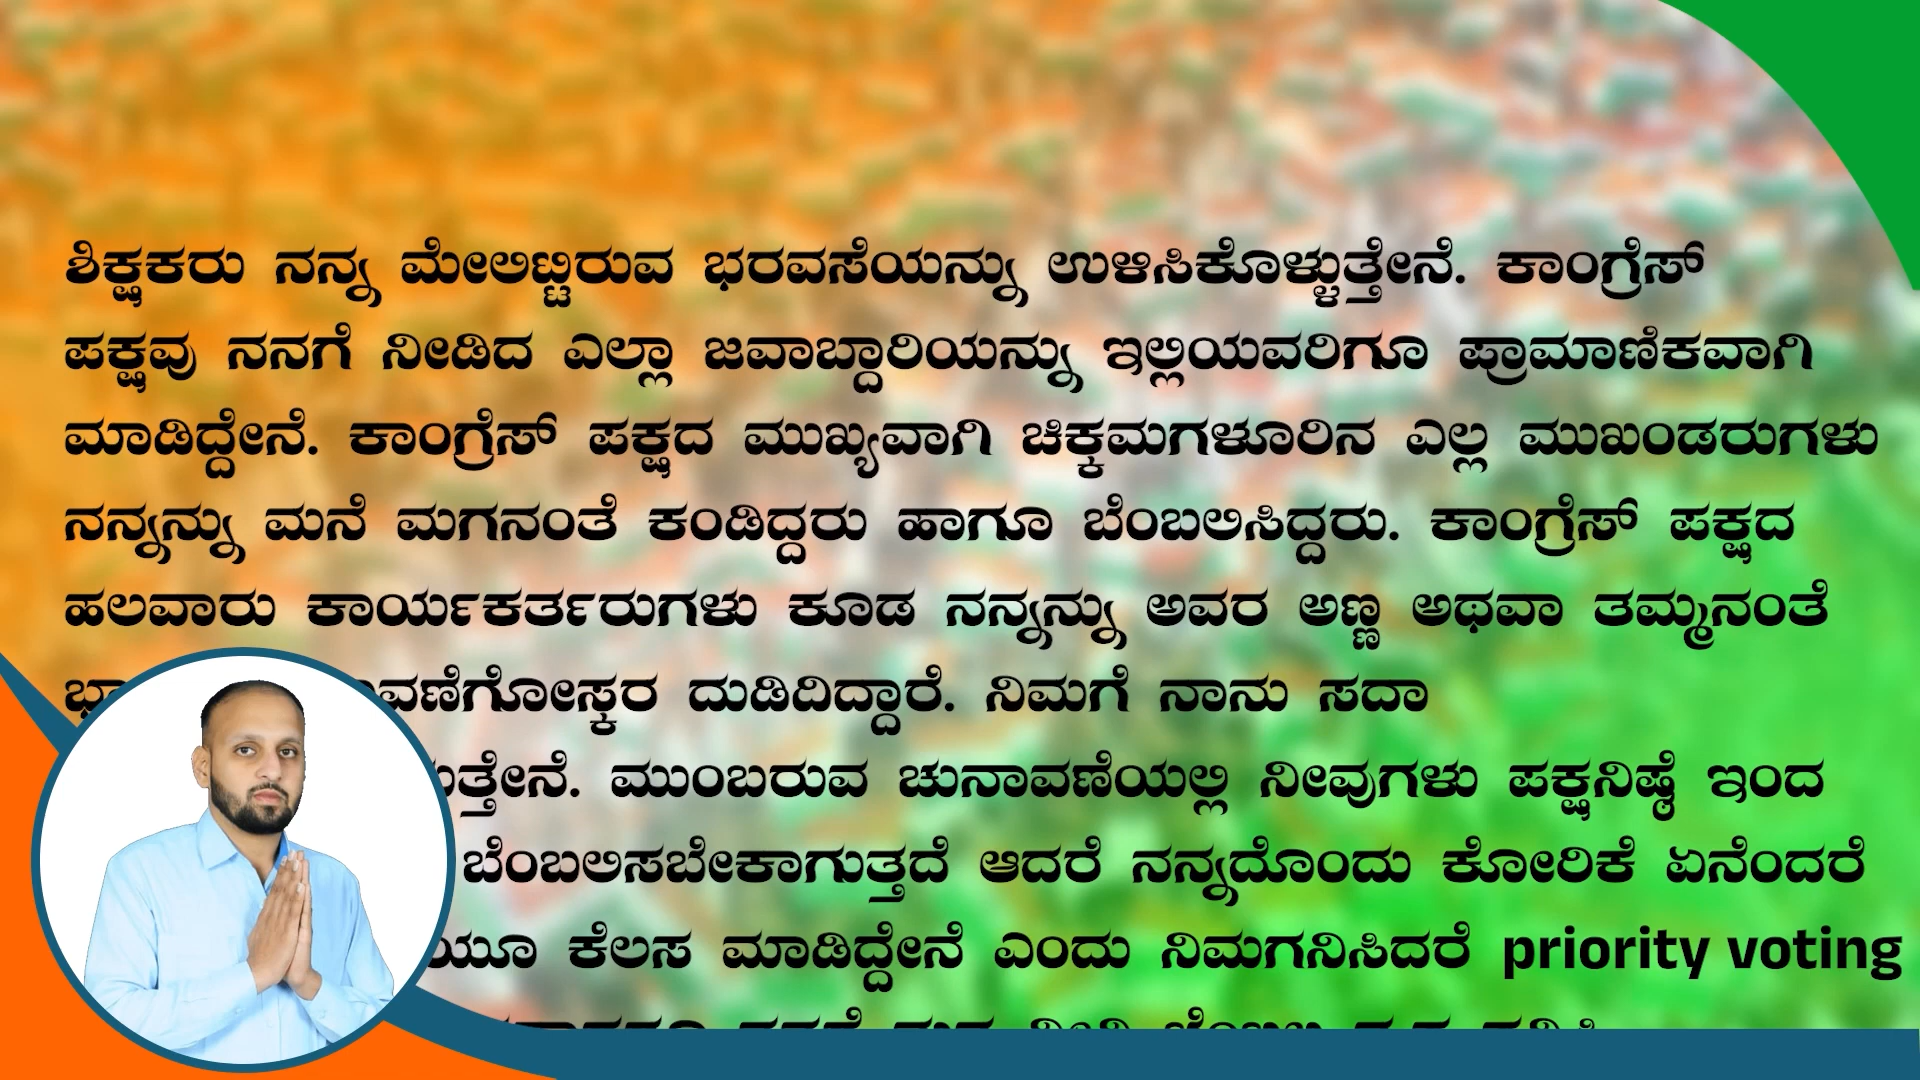 ಶಿಕ್ಷಕರು ನನ್ನ ಮೇಲಿಟ್ಟಿರುವ ಭರವಸೆಯನ್ನು ಉಳಿಸಿಕೊಳ್ಳುತ್ತೇನೆ. ಕಾಂಗ್ರೆಸ್
ಪಕ್ಷವು ನನಗೆ ನೀಡಿದ ಎಲ್ಲಾ ಜವಾಬ್ದಾರಿಯನ್ನು ಇಲ್ಲಿಯವರಿಗೂ ಪ್ರಾಮಾಣಿಕವಾಗಿ
ಮಾಡಿದ್ದೇನೆ. ಕಾಂಗ್ರೆಸ್ ಪಕ್ಷದ ಮುಖ್ಯವಾಗಿ ಚಿಕ್ಕಮಗಳೂರಿನ ಎಲ್ಲ ಮುಖಂಡರುಗಳು
ನನ್ನನ್ನು ಮನೆ ಮಗನಂತೆ ಕಂಡಿದ್ದರು ಹಾಗೂ ಬೆಂಬಲಿಸಿದ್ದರು. ಕಾಂಗ್ರೆಸ್ ಪಕ್ಷದ
ಹಲವಾರು ಕಾರ್ಯಕರ್ತರುಗಳು ಕೂಡ ನನ್ನನ್ನು ಅವರ ಅಣ್ಣ ಅಥವಾ ತಮ್ಮನಂತೆ
ದುಡಿದಿದ್ದಾರೆ. ನಿಮಗೆ ನಾನು ಸದಾ
ಮುಂಬರುವ ಚುನಾವಣೆಯಲ್ಲಿ ನೀವುಗಳು ಪಕ್ಷನಿಷ್ಠೆ ಇಂದ
ಬೆಂಬಲಿಸಬೇಕಾಗುತ್ತದೆ ಆದರೆ ನನ್ನದೊಂದು ಕೋರಿಕೆ ಏನೆಂದರೆ
ಕೆಲಸ ಮಾಡಿದ್ದೇನೆ ಎಂದು ನಿಮಗನಿಸಿದರೆ priority voting